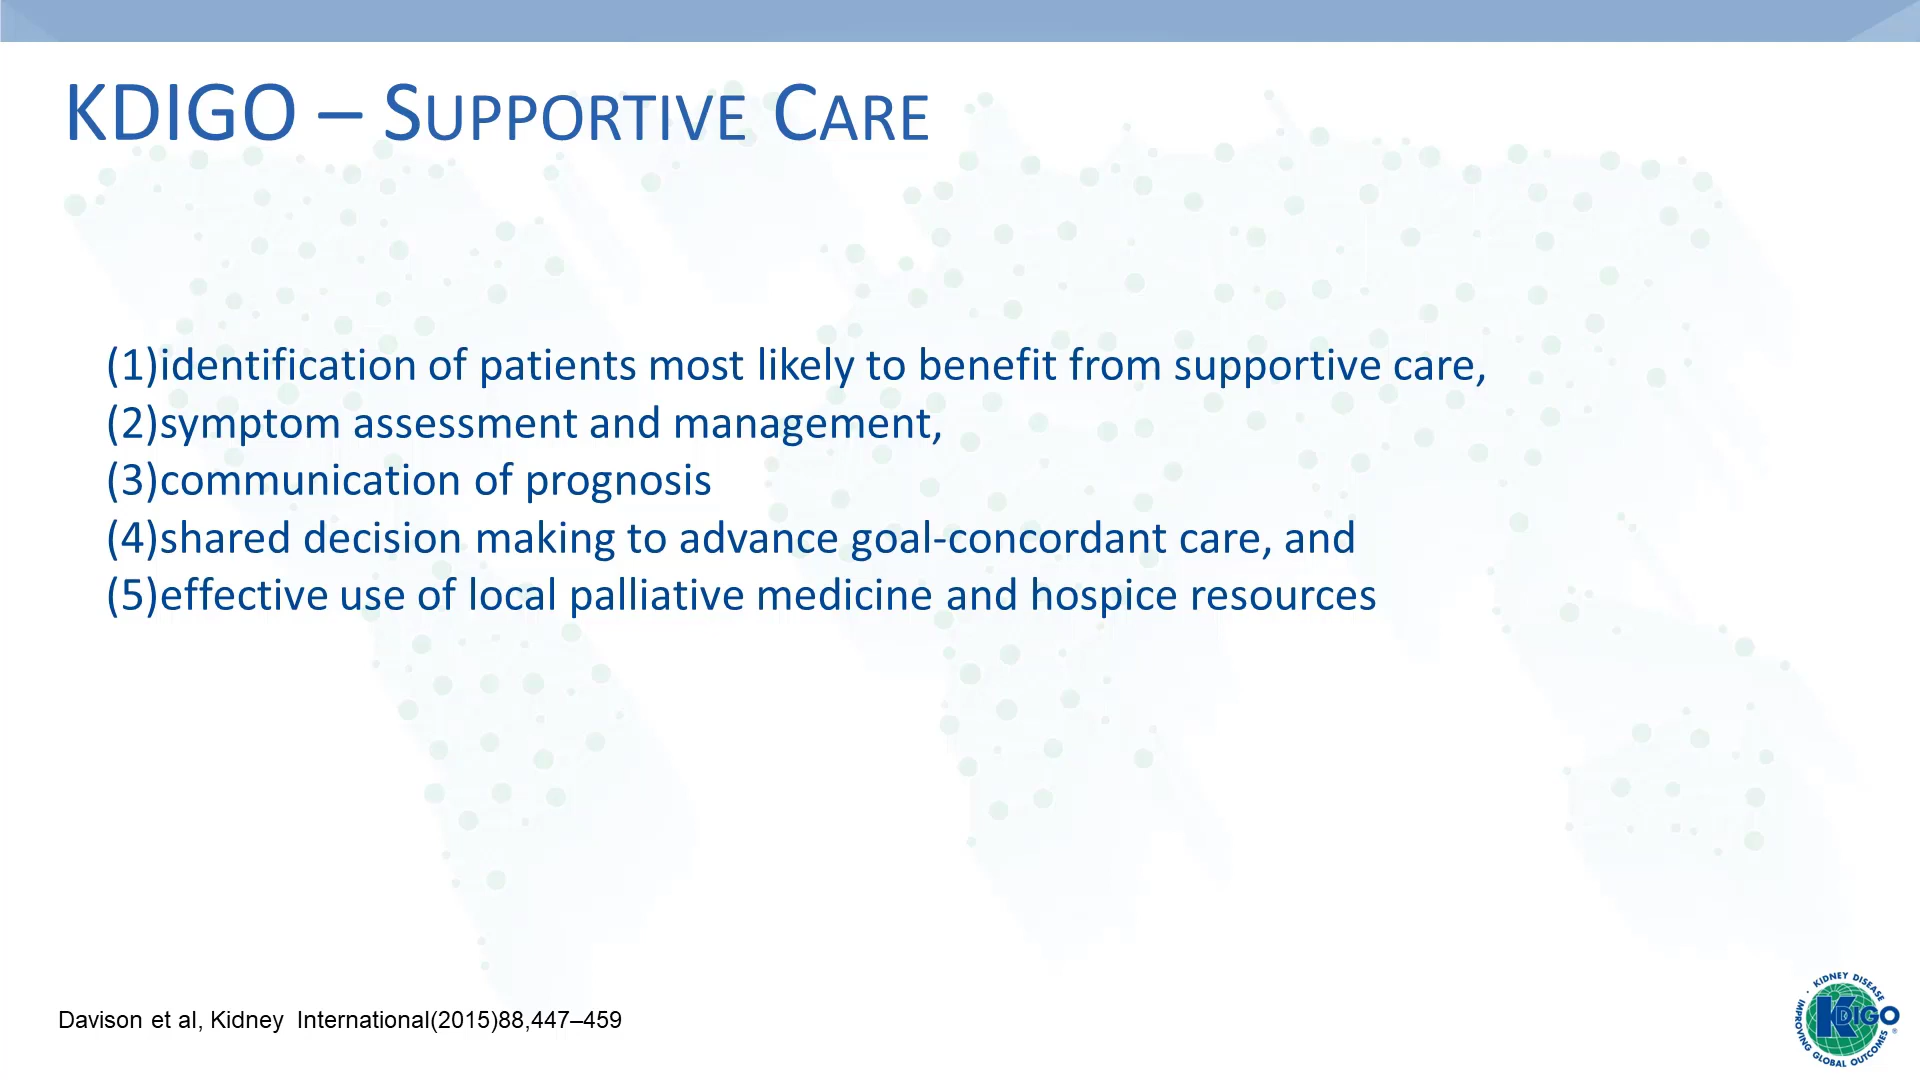 KDIGO – SUPPORTIVE CARE
(1)identification of patients most likely to benefit from supportive care,
(2)symptom assessment and management,
(3)communication of prognosis
(4)shared decision making to advance goal-concordant care, and
(5)effective use of local palliative medicine and hospice resources
Davison et al, Kidney International(2015)88,447–459
KIDNEY DISEASE
KDIGO
®
IMPROVING GLOBAL OUTCOMES